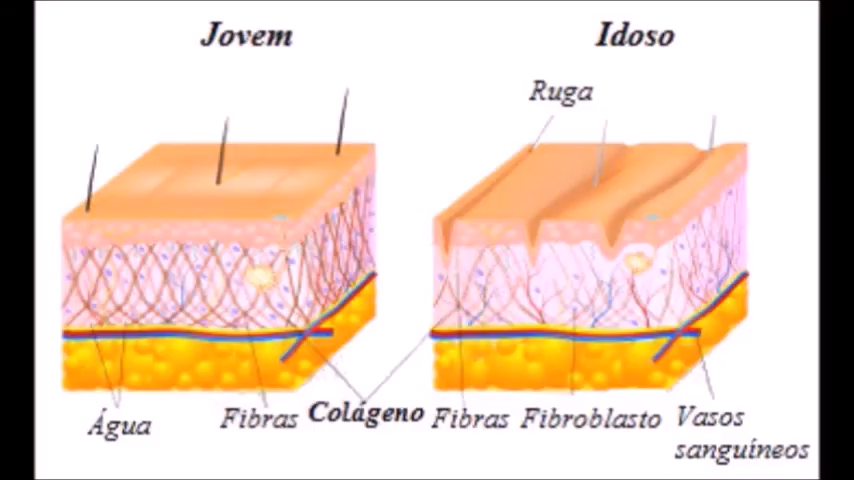 Jovem
Idoso
Ruga
Água
Fibras
Colágeno
Fibras
Fibroblasto
Vasos
sanguíneos